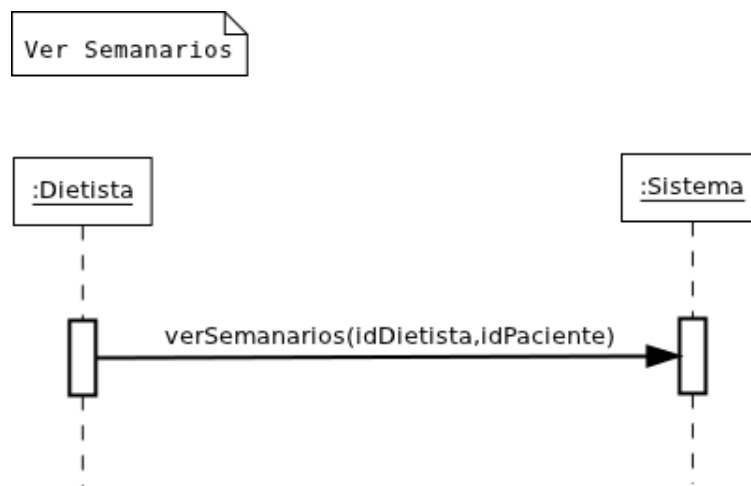 Ver Semanarios
:Dietista
:Sistema
verSemanarios(idDietista,idPaciente)